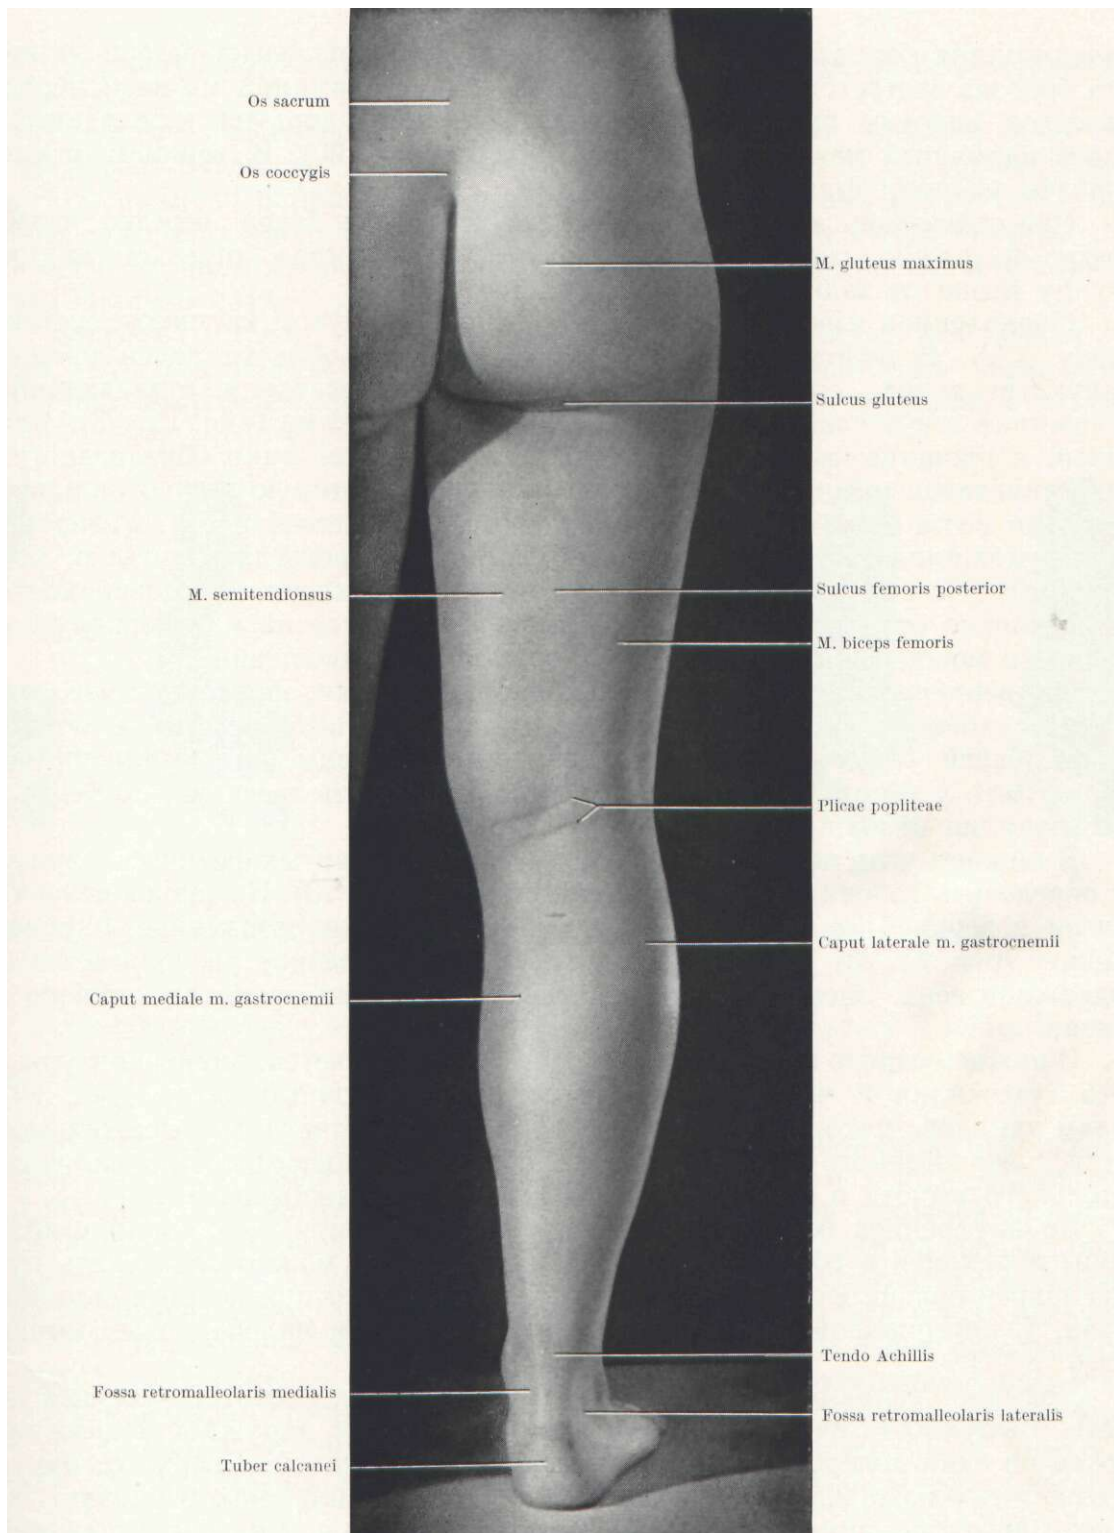 Os sacrum
Os coccygis
M. gluteus maximus
Sulcus gluteus
Sulcus femoris posterior
M. semitendionsus
M. biceps femoris
Plicae popliteae
Caput laterale m. gastrocnemii
Caput mediale m. gastrocnemii
Tendo Achillis
Fossa retromalleolaris medialis
Fossa retromalleolaris lateralis
Tuber calcanei